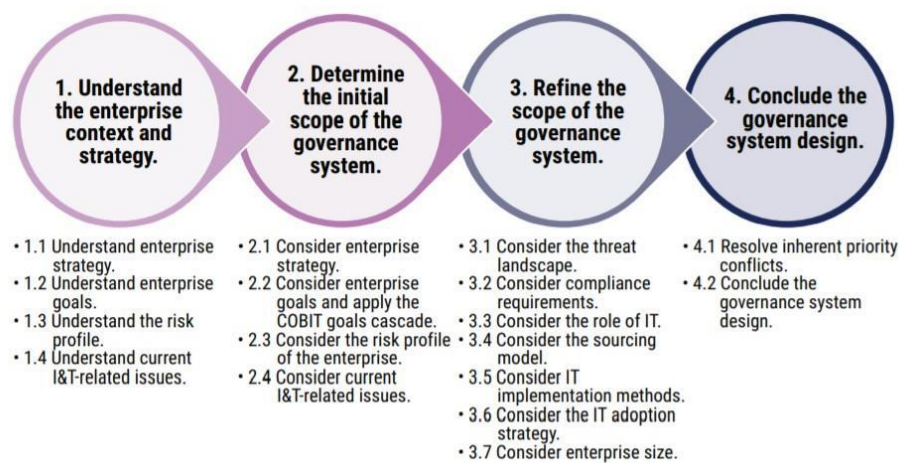 1. Understand
the enterprise
context and
strategy.
2. Determine
the initial
scope of the
governance
system.
3. Refine the
scope of the
governance
system.
4. Conclude the
governance
system design.
• 1.1 Understand enterprise
strategy.
• 1.2 Understand enterprise
goals.
• 1.3 Understand the risk
profile.
• 1.4 Understand current
I&T-related issues.
• 2.1 Consider enterprise
strategy.
• 2.2 Consider enterprise
goals and apply the
COBIT goals cascade.
• 2.3 Consider the risk profile
of the enterprise.
• 2.4 Consider current
I&T-related issues.
• 3.1 Consider the threat
landscape.
• 3.2 Consider compliance
requirements.
• 3.3 Consider the role of IT.
• 3.4 Consider the sourcing
model.
• 3.5 Consider IT
implementation methods.
• 3.6 Consider the IT adoption
strategy.
• 3.7 Consider enterprise size.
• 4.1 Resolve inherent priority
conflicts.
• 4.2 Conclude the
governance system
design.